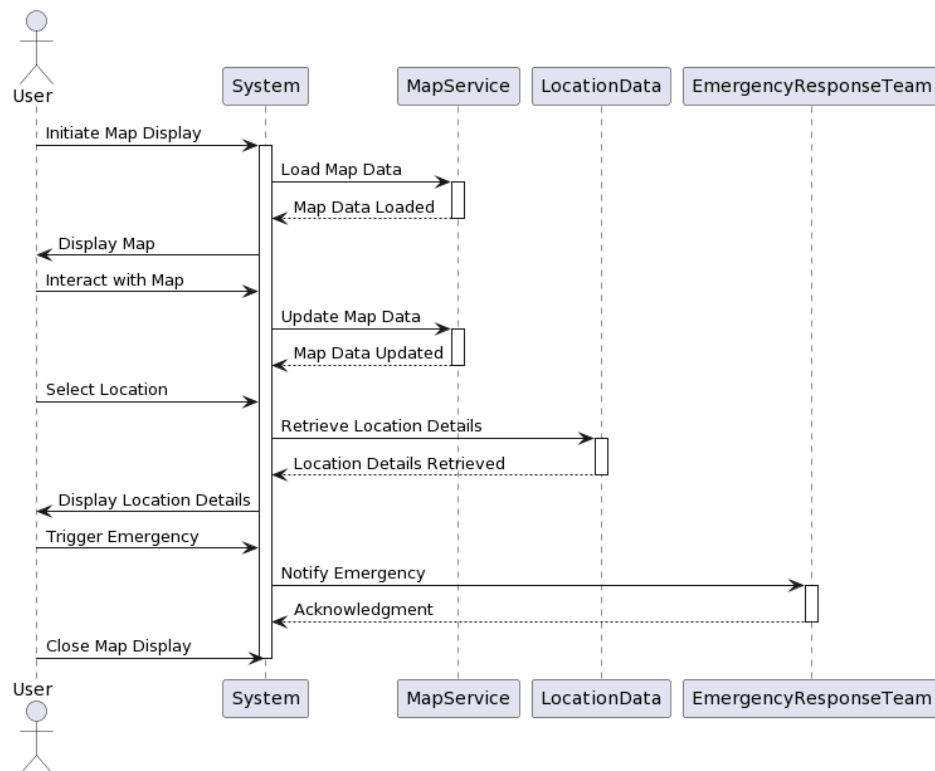 User
System
MapService
LocationData
EmergencyResponseTeam
Initiate Map Display
Load Map Data
Map Data Loaded
Display Map
Interact with Map
Update Map Data
Map Data Updated
Select Location
Retrieve Location Details
Location Details Retrieved
Display Location Details
Trigger Emergency
Notify Emergency
Acknowledgment
Close Map Display
User
System
MapService
LocationData
EmergencyResponseTeam